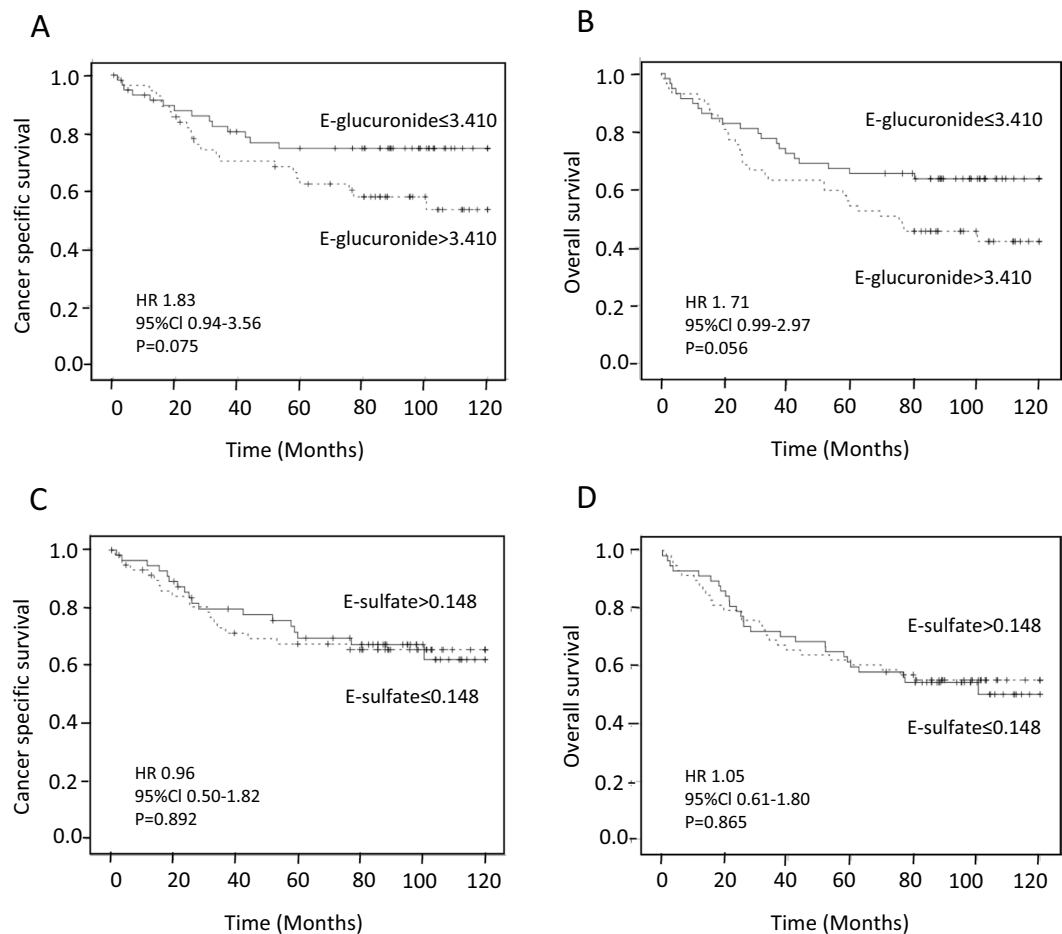 A
Cancer specific survival
1.0
0.8
0.6
0.4
0.2
0.0
E-glucuronide≤3.410
E-glucuronide>3.410
HR 1.83
95%Cl 0.94-3.56
P=0.075
0 20 40 60 80 100 120
Time (Months)
B
Overall survival
1.0
0.8
0.6
0.4
0.2
0.0
E-glucuronide≤3.410
E-glucuronide>3.410
HR 1. 71
95%Cl 0.99-2.97
P=0.056
0 20 40 60 80 100 120
Time (Months)
C
Cancer specific survival
1.0
0.8
0.6
0.4
0.2
0.0
E-sulfate>0.148
E-sulfate≤0.148
HR 0.96
95%Cl 0.50-1.82
P=0.892
0 20 40 60 80 100 120
Time (Months)
D
Overall survival
1.0
0.8
0.6
0.4
0.2
0.0
E-sulfate>0.148
E-sulfate≤0.148
HR 1.05
95%Cl 0.61-1.80
P=0.865
0 20 40 60 80 100 120
Time (Months)